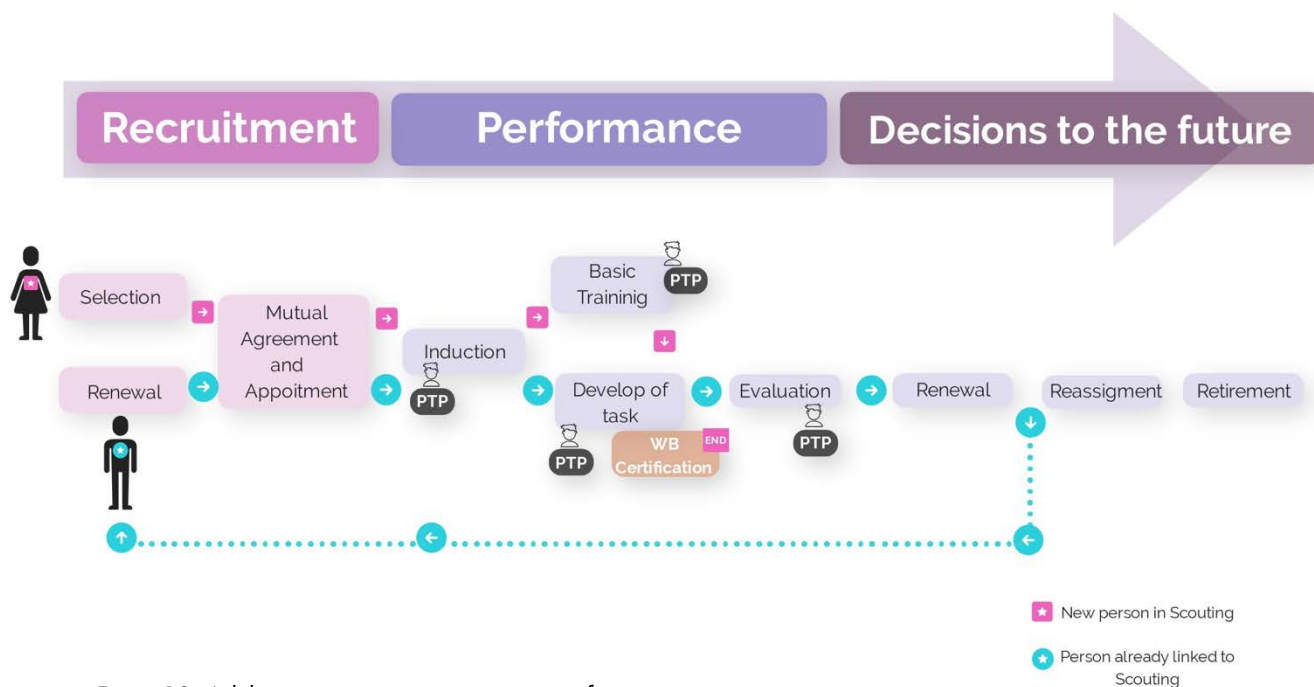 Recruitment
Performance
Decisions to the future
Selection
Mutual
Agreement
and
Appoitment
Renewal
Induction
PTP
Basic
Traininig
PTP
Develop of
task
PTP
WB
Certification
END
Evaluation
PTP
Renewal
Reassigment
Retirement
New person in Scouting
Person already linked to
Scouting